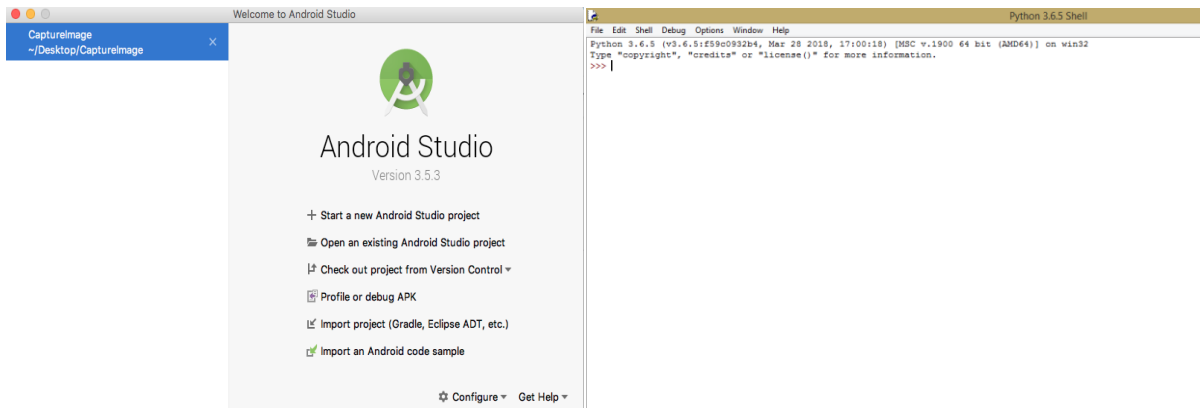 Welcome to Android Studio
CaptureImage
~/Desktop/CaptureImage
Android Studio
Version 3.5.3
Start a new Android Studio project
Open an existing Android Studio project
Check out project from Version Control
Profile or debug APK
Import project (Gradle, Eclipse ADT, etc.)
Import an Android code sample
Configure Get Help
Python 3.6.5 Shell
File Edit Shell Debug Options Window Help
Python 3.6.5 (v3.6.5:f59c0932b4, Mar 28 2018, 17:00:18) [MSC v.1900 64 bit (AMD64)] on win32
Type "copyright", "credits" or "license()" for more information.
>>>